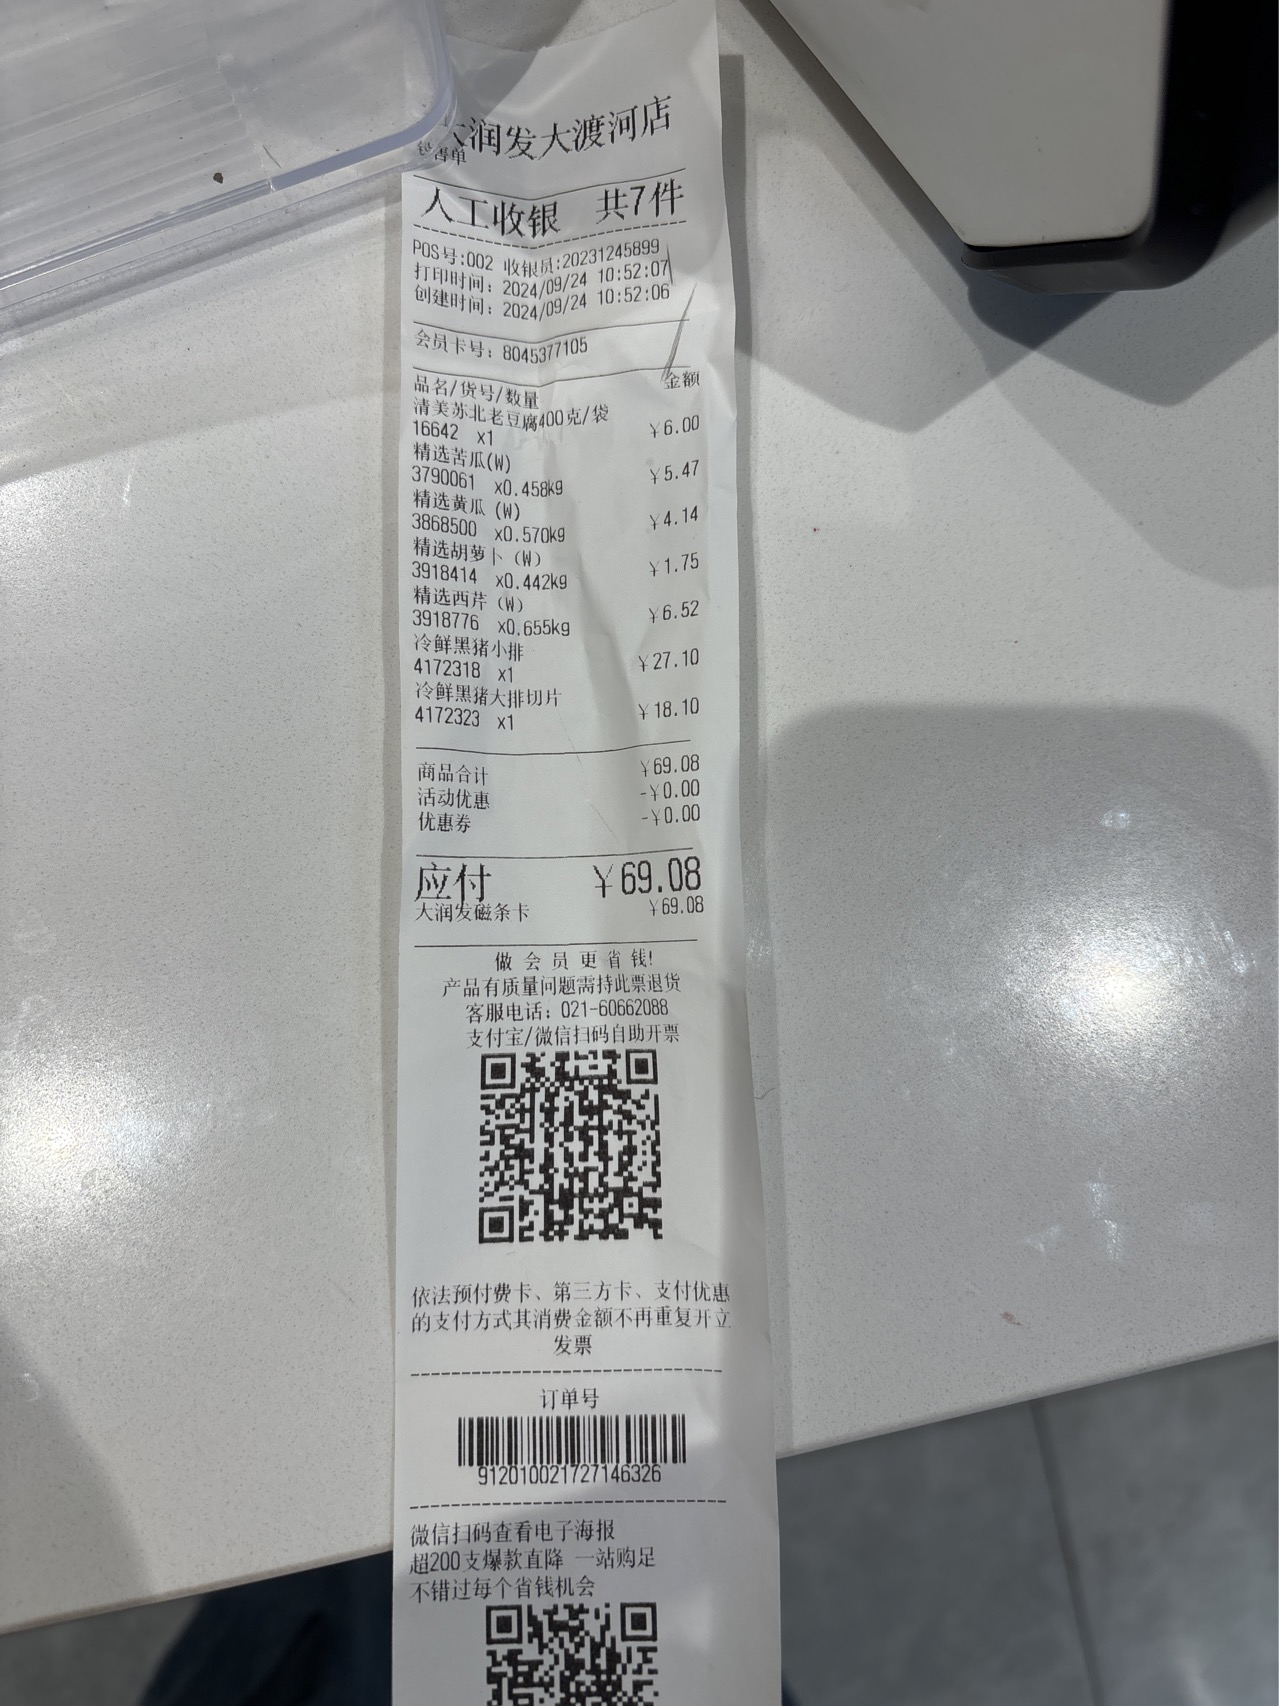 大润发大渡河店
销售单
人工收银 共7件
POS号:002 收银员:20231245899
打印时间: 2024/09/24 10:52:07
创建时间: 2024/09/24 10:52:06
会员卡号: 8045377105
品名/货号/数量 金额
清美苏北老豆腐400克/袋
16642 x1 ¥6.00
精选苦瓜(W)
3790061 x0.458kg ¥5.47
精选黄瓜 (W)
3868500 x0.570kg ¥4.14
精选胡萝卜 (W)
3918414 x0.442kg ¥1.75
精选西芹 (W)
3918776 x0.655kg ¥6.52
冷鲜黑猪小排
4172318 x1 ¥27.10
冷鲜黑猪大排切片
4172323 x1 ¥18.10
商品合计 ¥69.08
活动优惠 -¥0.00
优惠券 -¥0.00
应付 ¥69.08
大润发磁条卡 ¥69.08
做会员更省钱!
产品有质量问题需持此票退货
客服电话: 021-60662088
支付宝/微信扫码自助开票
依法预付费卡、第三方卡、支付优惠
的支付方式其消费金额不再重复开立
发票
订单号
912010021727146326
微信扫码查看电子海报
超200支爆款直降 一站购足
不错过每个省钱机会